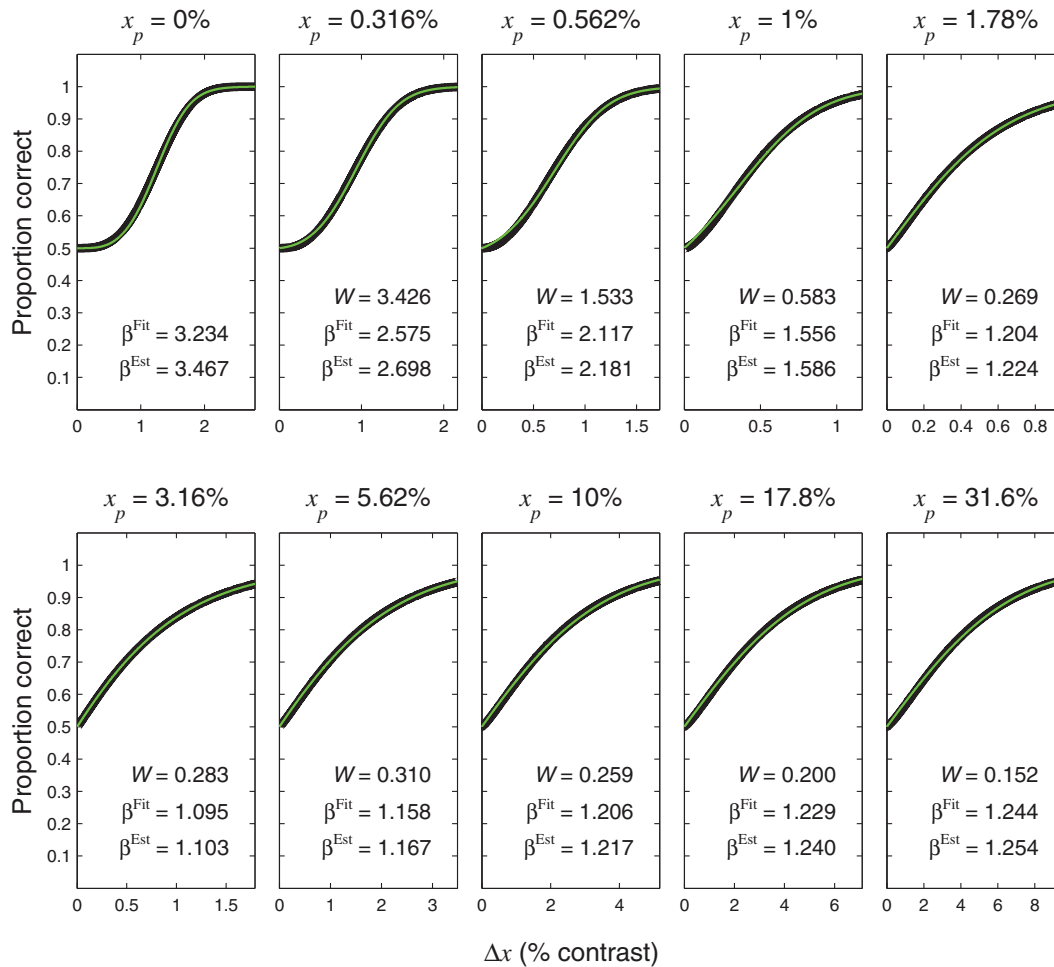 x_p = 0% x_p = 0.316% x_p = 0.562% x_p = 1% x_p = 1.78%
Proportion correct
1
0.9
0.8
0.7
0.6
0.5
0.4
0.3
0.2
0.1
β^Fit = 3.234
β^Est = 3.467
0 1 2
W = 3.426
β^Fit = 2.575
β^Est = 2.698
0 1 2
W = 1.533
β^Fit = 2.117
β^Est = 2.181
0 0.5 1 1.5
W = 0.583
β^Fit = 1.556
β^Est = 1.586
0 0.5 1
W = 0.269
β^Fit = 1.204
β^Est = 1.224
0 0.2 0.4 0.6 0.8
x_p = 3.16% x_p = 5.62% x_p = 10% x_p = 17.8% x_p = 31.6%
Proportion correct
1
0.9
0.8
0.7
0.6
0.5
0.4
0.3
0.2
0.1
W = 0.283
β^Fit = 1.095
β^Est = 1.103
0 0.5 1 1.5
W = 0.310
β^Fit = 1.158
β^Est = 1.167
0 1 2 3
W = 0.259
β^Fit = 1.206
β^Est = 1.217
0 2 4
W = 0.200
β^Fit = 1.229
β^Est = 1.240
0 2 4 6
W = 0.152
β^Fit = 1.244
β^Est = 1.254
0 2 4 6 8
Δx (% contrast)